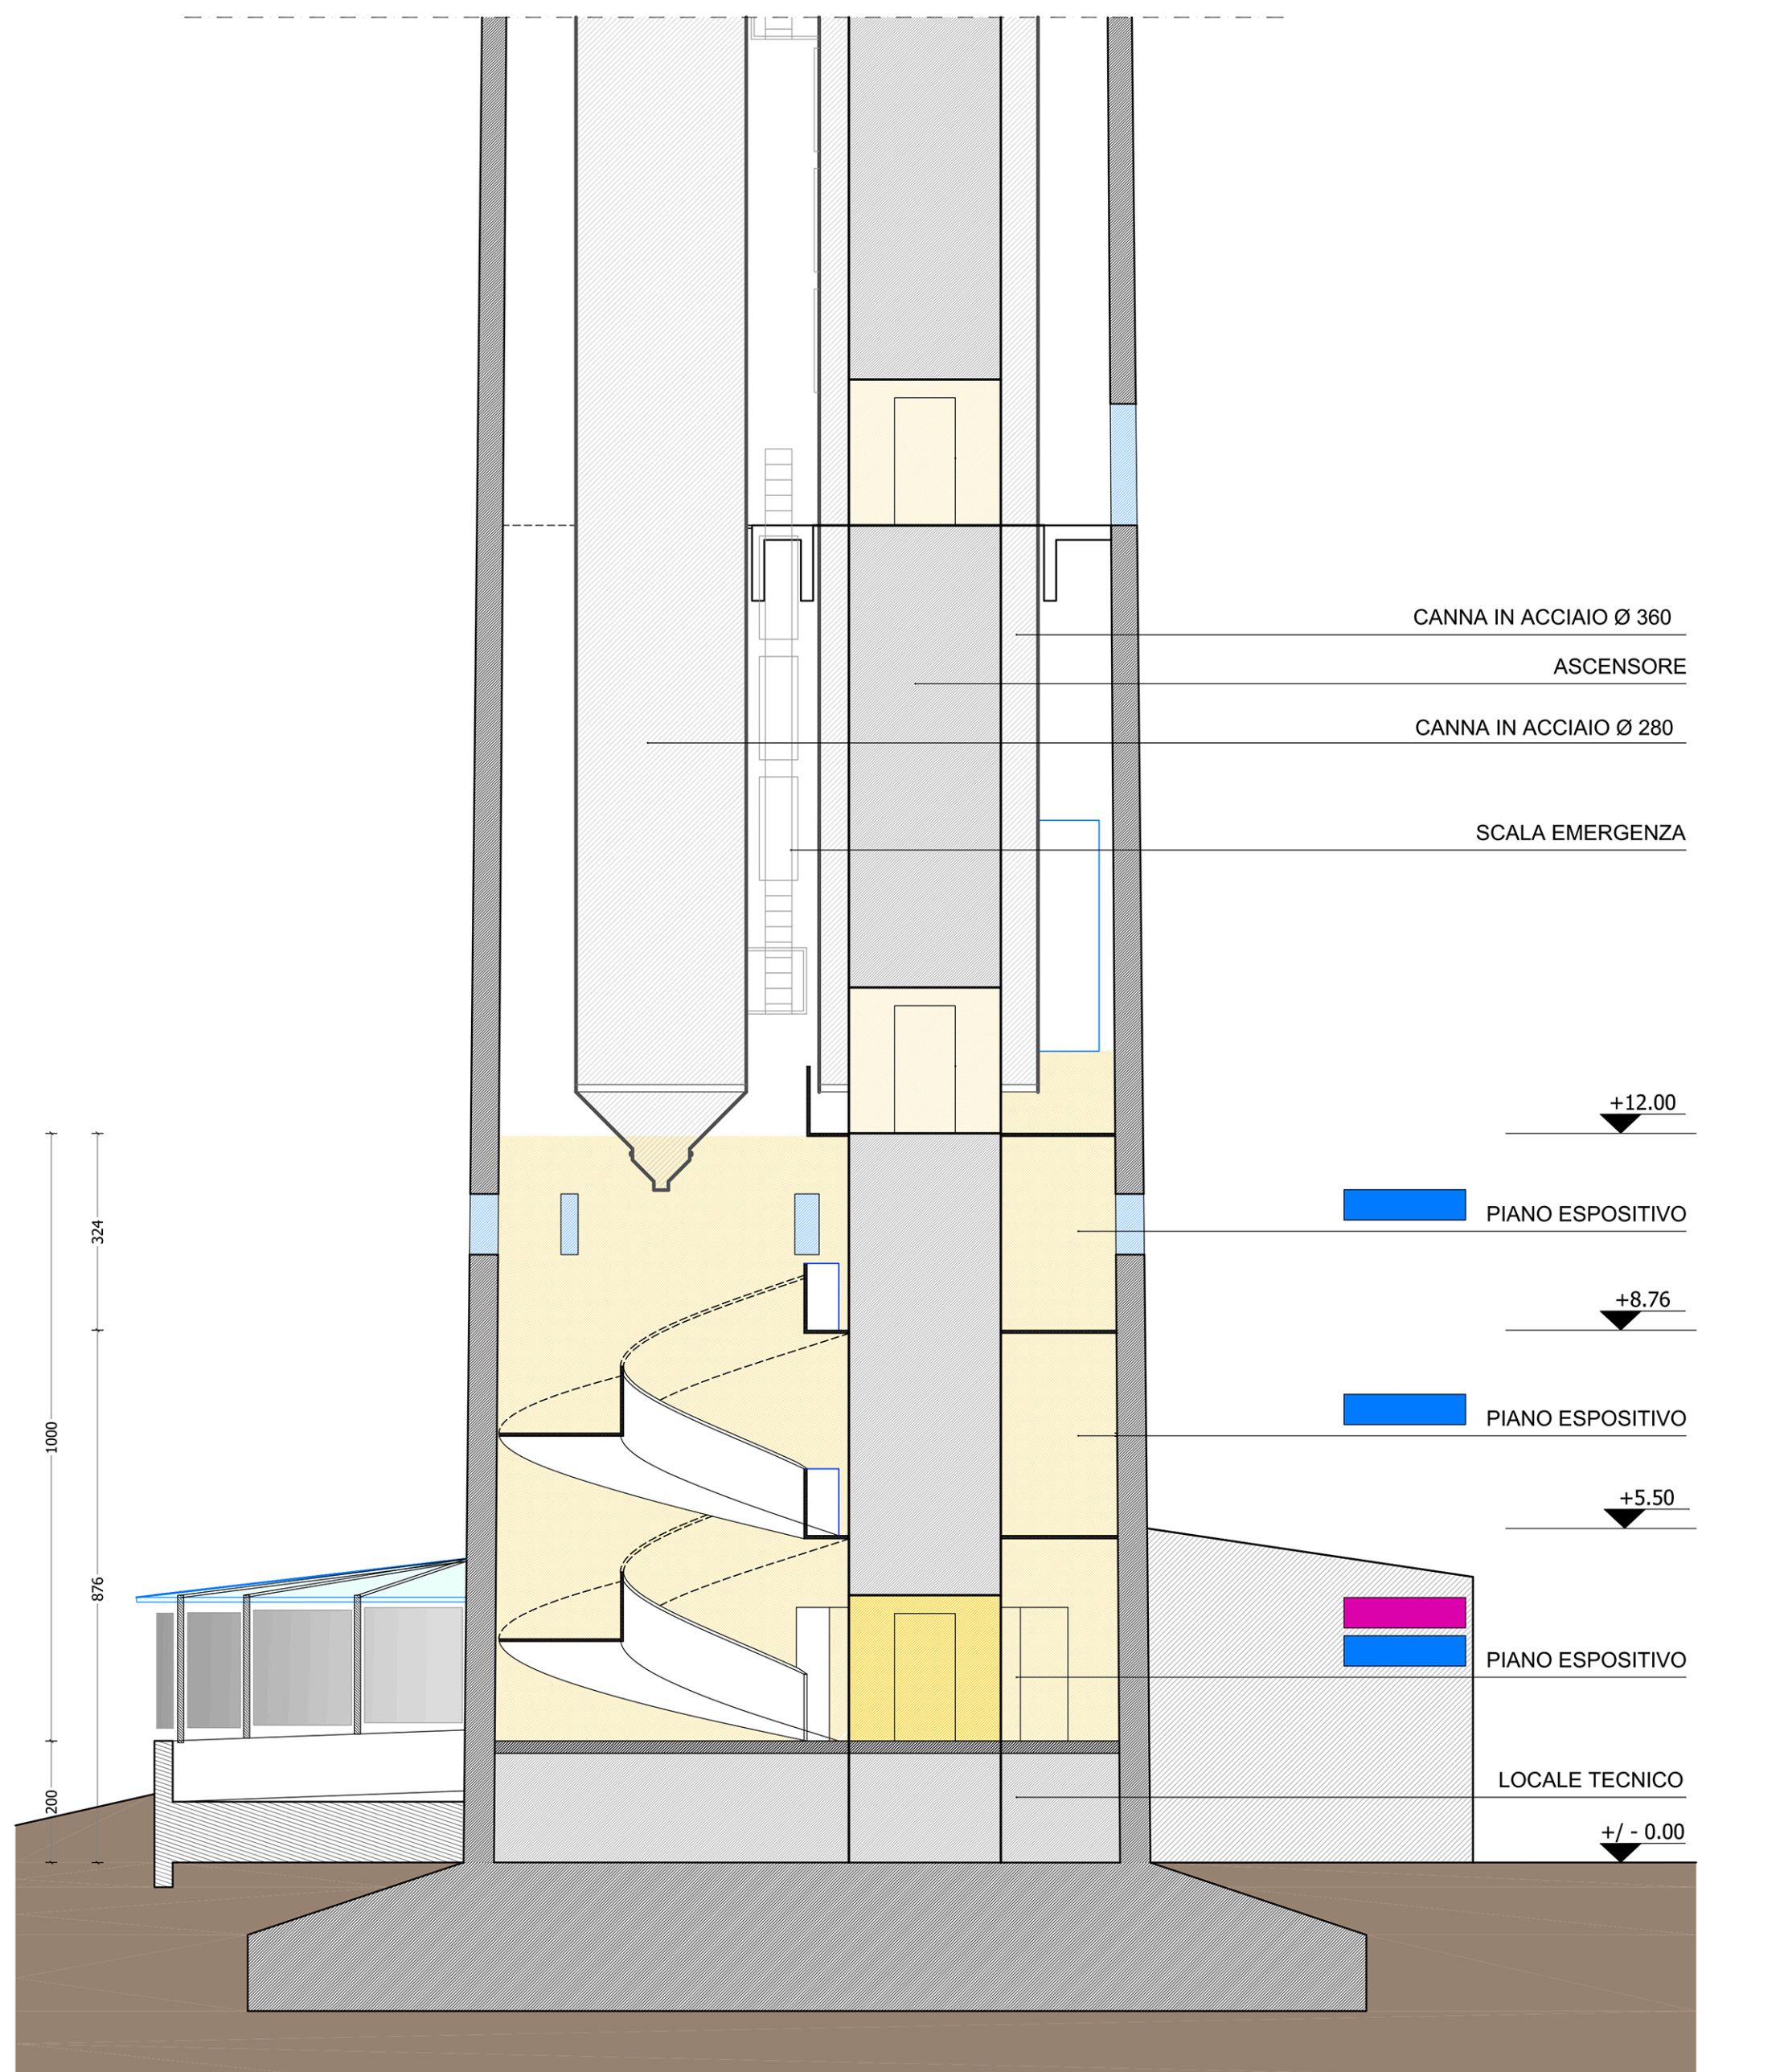 CANNA IN ACCIAIO Ø 360
ASCENSORE
CANNA IN ACCIAIO Ø 280
SCALA EMERGENZA
+12.00
PIANO ESPOSITIVO
324
+8.76
1000
PIANO ESPOSITIVO
+5.50
876
PIANO ESPOSITIVO
LOCALE TECNICO
200
+/ - 0.00